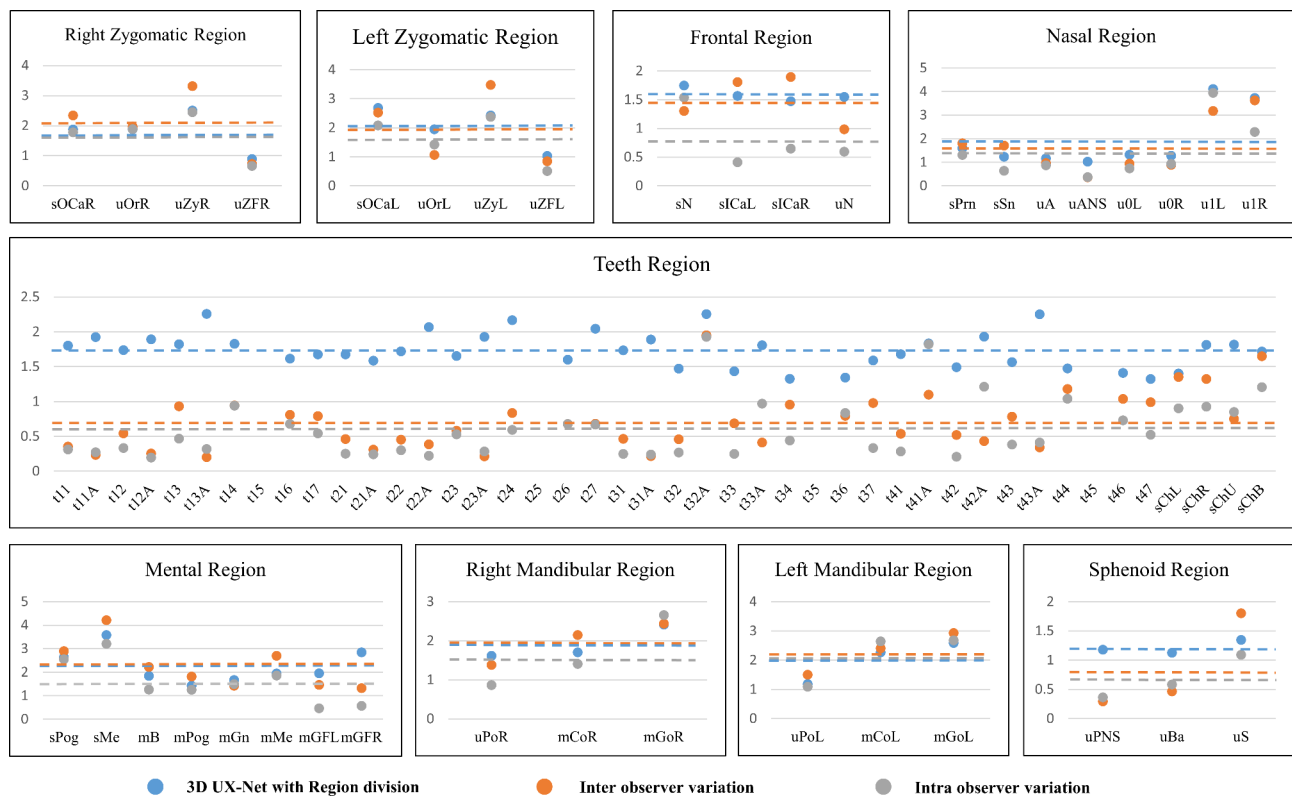 Right Zygomatic Region
4
3
2
1
0
sOCaR uOrR uZyR uZFR
Left Zygomatic Region
4
3
2
1
0
sOCaL uOrL uZyL uZFL
Frontal Region
2
1.5
1
0.5
0
sN sICaL sICaR uN
Nasal Region
5
4
3
2
1
0
sPrn sSn uA uANS u0L u0R u1L u1R
Teeth Region
2.5
2
1.5
1
0.5
0
t11 t11A t12 t12A t13 t13A t14 t15 t16 t17 t21 t21A t22 t22A t23 t23A t24 t25 t26 t27 t31 t31A t32 t32A t33 t33A t34 t35 t36 t37 t41 t41A t42 t42A t43 t43A t44 t45 t46 t47 sChL sChR sChU sChB
Mental Region
5
4
3
2
1
0
sPog sMe mB mPog mGn mMe mGFL mGFR
Right Mandibular Region
3
2
1
0
uPoR mCoR mGoR
Left Mandibular Region
4
3
2
1
0
uPoL mCoL mGoL
Sphenoid Region
2
1.5
1
0.5
0
uPNS uBa uS
3D UX-Net with Region division Inter observer variation Intra observer variation